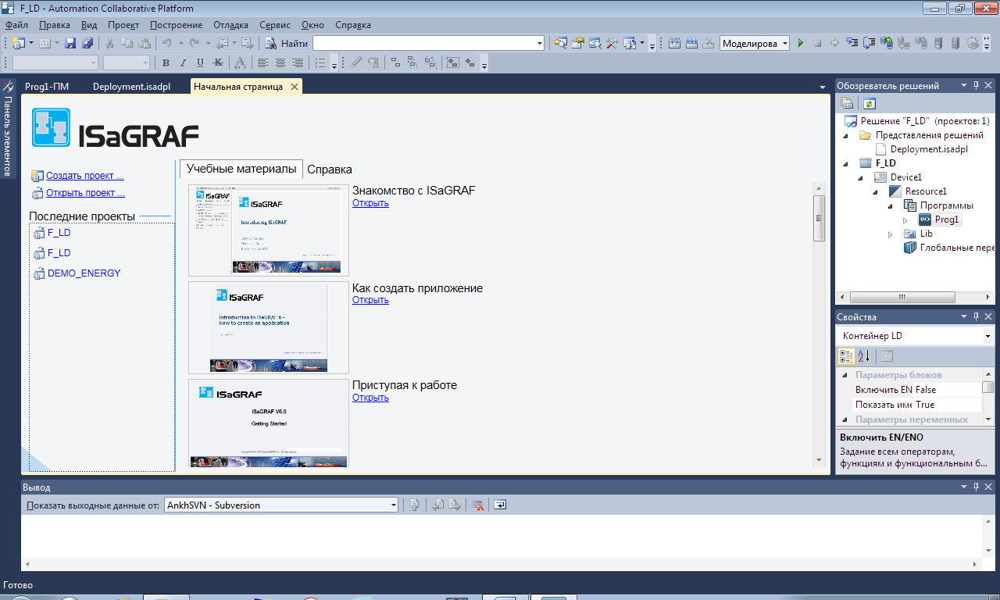 F_LD - Automation Collaborative Platform
Файл Правка Вид Проект Построение Отладка Сервис Окно Справка
Найти
Моделирова
B I U K A
Панель элементов
Prog1-ПМ Deployment.isadpl Начальная страница
ISaGRAF
Создать проект ...
Открыть проект ...
Последние проекты
F_LD
F_LD
DEMO_ENERGY
Учебные материалы Справка
ISaGRAF
Introducing ISaGRAF
Знакомство с ISaGRAF
Открыть
ISaGRAF
Introduction to ISaGRAF 6 -
How to create an application
Как создать приложение
Открыть
ISaGRAF
ISaGRAF V6.0
Getting Started
Приступая к работе
Открыть
Обозреватель решений
Решение "F_LD" (проектов: 1)
Представления решений
Deployment.isadpl
F_LD
Device1
Resource1
Программы
Prog1
Lib
Глобальные пере
Свойства
Контейнер LD
Параметры блоков
Включить EN False
Показать име True
Параметры переменных
Включить EN/ENO
Задание всем операторам,
функциям и функциональным б...
Вывод
Показать выходные данные от: AnkhSVN - Subversion
Готово